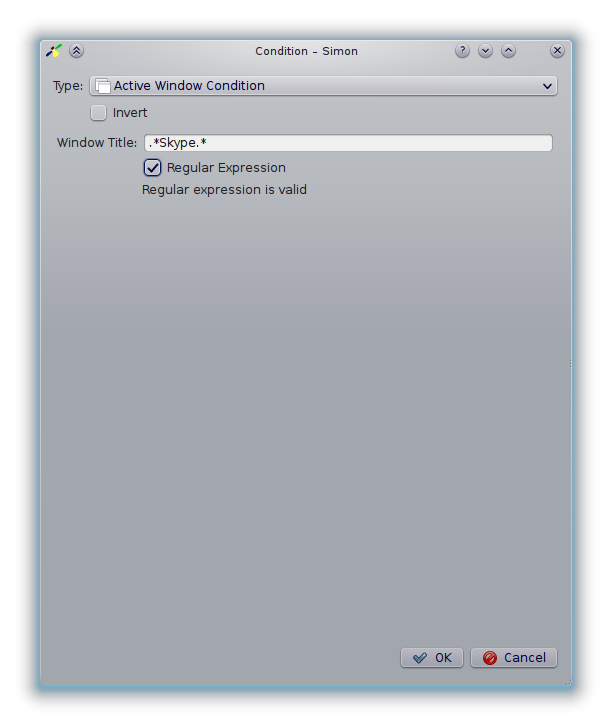 Condition – Simon
Type: Active Window Condition
Invert
Window Title: .*Skype.*
Regular Expression
Regular expression is valid
OK Cancel